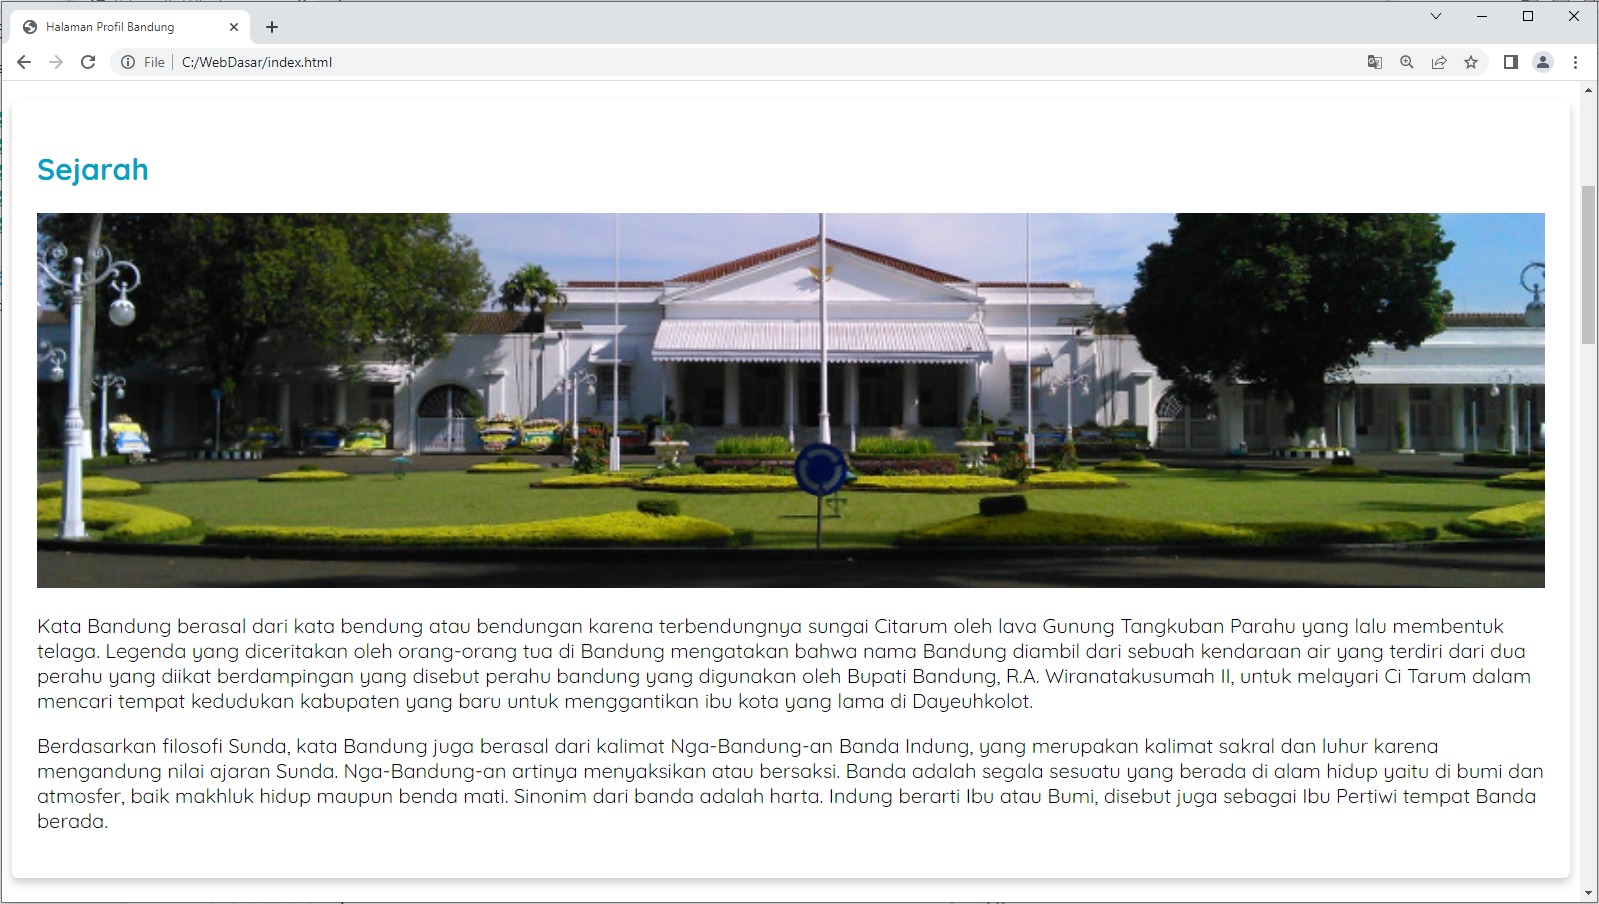 Halaman Profil Bandung
File
C:/WebDasar/index.html
Sejarah
Kata Bandung berasal dari kata bendung atau bendungan karena terbendungnya sungai Citarum oleh lava Gunung Tangkuban Parahu yang lalu membentuk
telaga. Legenda yang diceritakan oleh orang-orang tua di Bandung mengatakan bahwa nama Bandung diambil dari sebuah kendaraan air yang terdiri dari dua
perahu yang diikat berdampingan yang disebut perahu bandung yang digunakan oleh Bupati Bandung, R.A. Wiranatakusumah II, untuk melayari Ci Tarum dalam
mencari tempat kedudukan kabupaten yang baru untuk menggantikan ibu kota yang lama di Dayeuhkolot.
Berdasarkan filosofi Sunda, kata Bandung juga berasal dari kalimat Nga-Bandung-an Banda Indung, yang merupakan kalimat sakral dan luhur karena
mengandung nilai ajaran Sunda. Nga-Bandung-an artinya menyaksikan atau bersaksi. Banda adalah segala sesuatu yang berada di alam hidup yaitu di bumi dan
atmosfer, baik makhluk hidup maupun benda mati. Sinonim dari banda adalah harta. Indung berarti Ibu atau Bumi, disebut juga sebagai Ibu Pertiwi tempat Banda
berada.